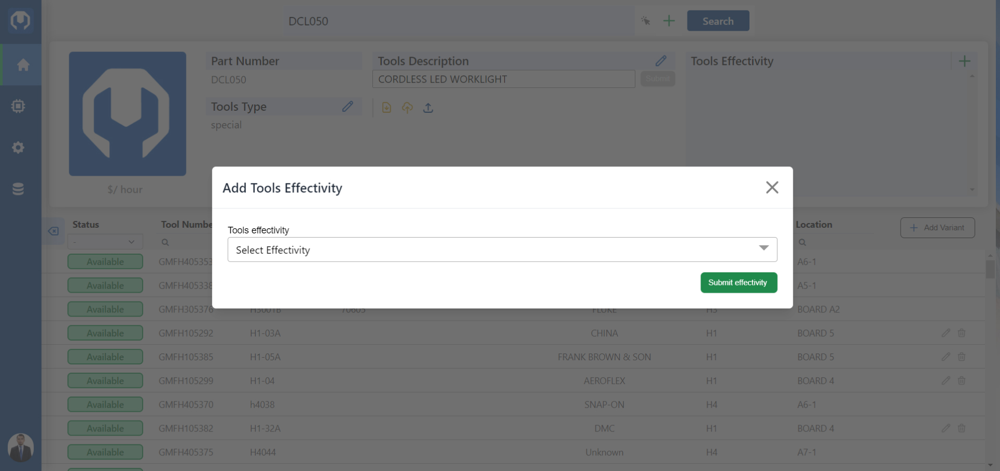 DCL050
Search
Part Number
DCL050
Tools Description
CORDLESS LED WORKLIGHT
Submit
Tools Effectivity
Tools Type
special
$/ hour
Add Tools Effectivity
Tools effectivity
Select Effectivity
Submit effectivity
Status
Tool Numbe
Location
Add Variant
-
Available GMFH405353 A6-1
Available GMFH405338 A5-1
Available GMFH305376 H3001B 70605 FLUKE H3 BOARD A2
Available GMFH105292 H1-03A CHINA H1 BOARD 5
Available GMFH105385 H1-05A FRANK BROWN & SON H1 BOARD 5
Available GMFH105299 H1-04 AEROFLEX H1 BOARD 4
Available GMFH405370 h4038 SNAP-ON H4 A6-1
Available GMFH105382 H1-32A DMC H1 BOARD 4
Available GMFH405375 H4044 Unknown H4 A7-1